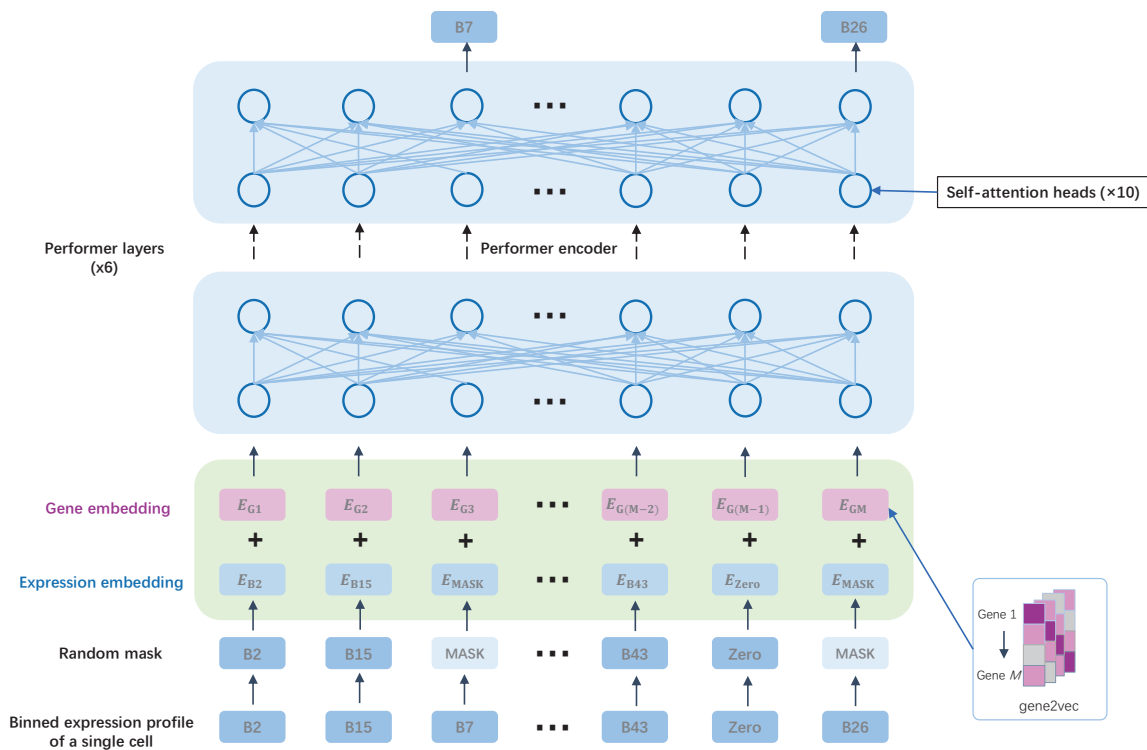 B7 B26
Self-attention heads (×10)
Performer layers
(x6)
Performer encoder
Gene embedding E_G1 E_G2 E_G3 E_G(M−2) E_G(M−1) E_GM
+ + + + + +
Expression embedding E_B2 E_B15 E_MASK E_B43 E_Zero E_MASK
Random mask B2 B15 MASK B43 Zero MASK
Binned expression profile
of a single cell
B2 B15 B7 B43 Zero B26
Gene 1
Gene M
gene2vec